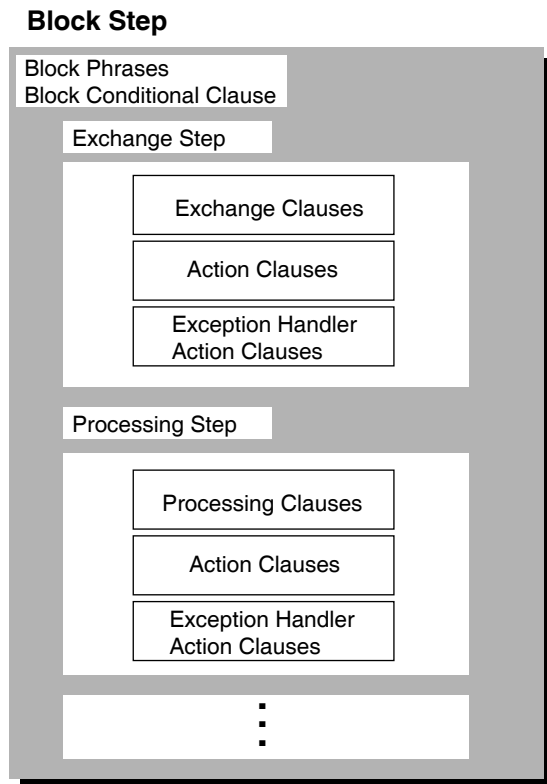 Block Step
Block Phrases
Block Conditional Clause
Exchange Step
Exchange Clauses
Action Clauses
Exception Handler
Action Clauses
Processing Step
Processing Clauses
Action Clauses
Exception Handler
Action Clauses